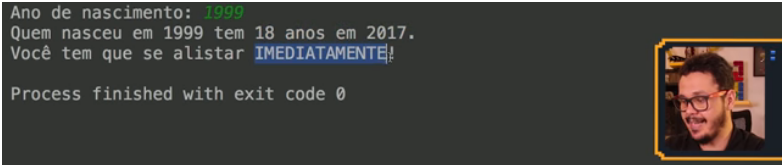 Ano de nascimento: 1999
Quem nasceu em 1999 tem 18 anos em 2017.
Você tem que se alistar IMEDIATAMENTE!
Process finished with exit code 0